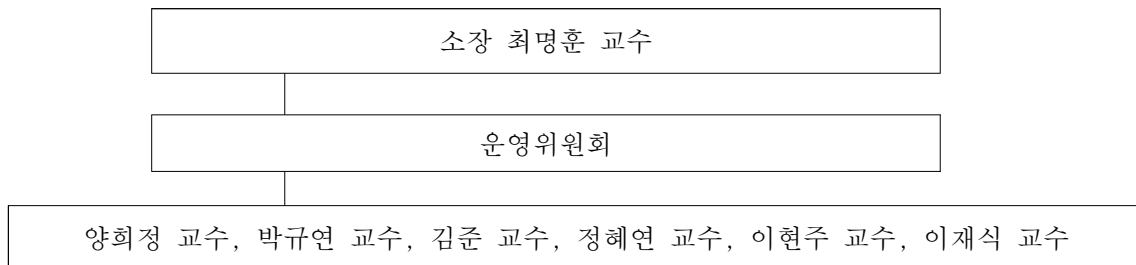 소장 최명훈 교수
운영위원회
양희정 교수, 박규연 교수, 김준 교수, 정혜연 교수, 이현주 교수, 이재식 교수